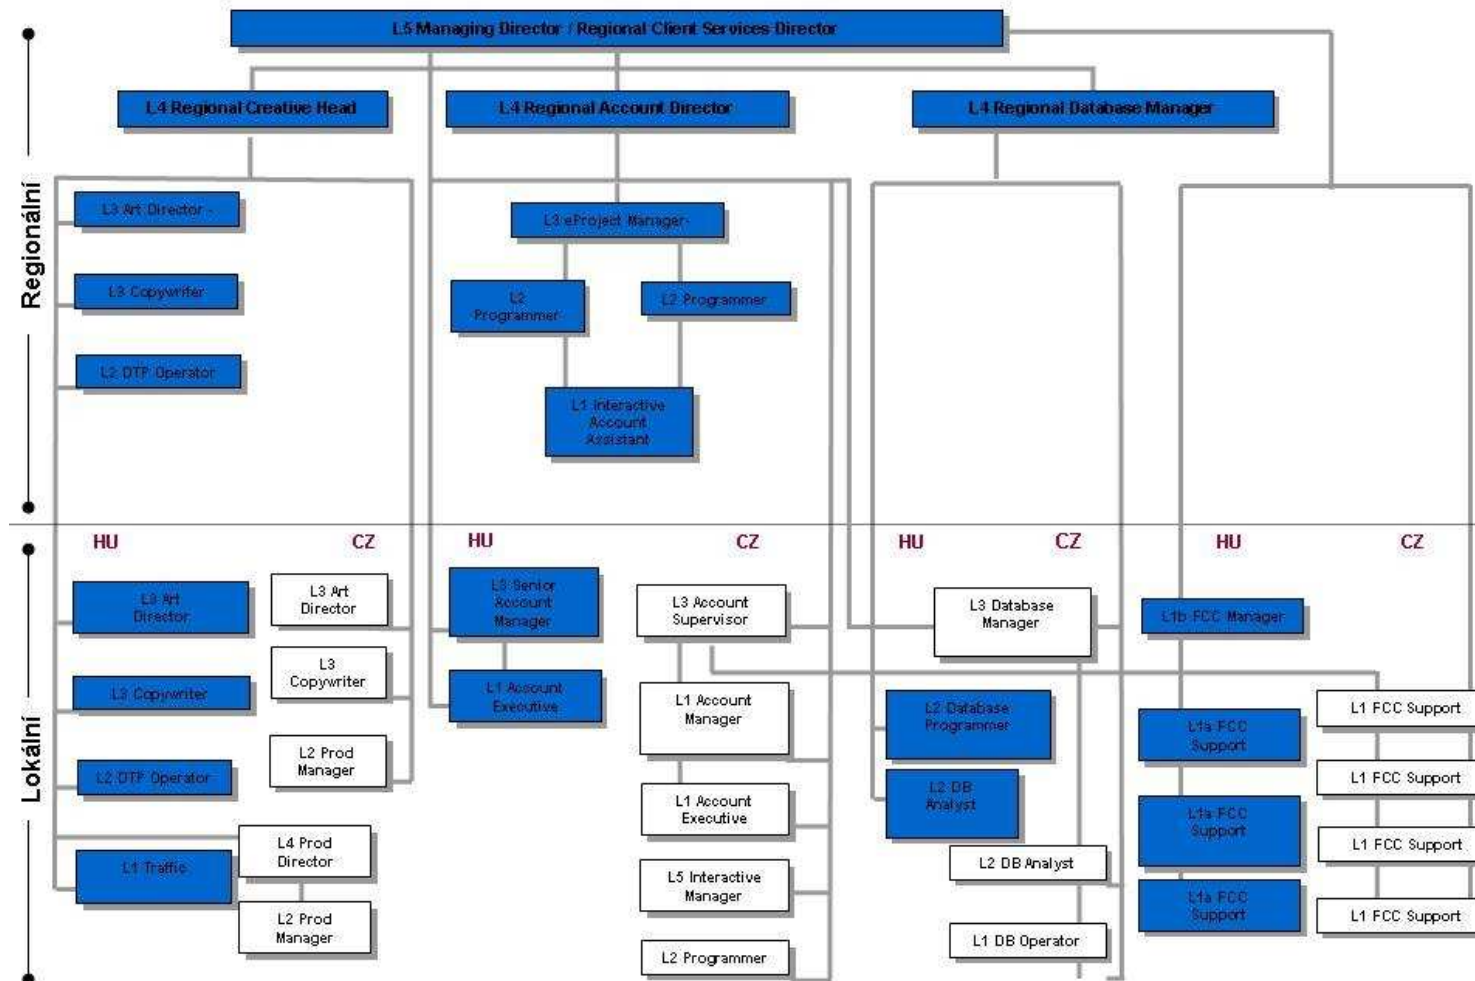 L5 Managing Director / Regional Client Services Director
L4 Regional Creative Head
L4 Regional Account Director
L4 Regional Database Manager
Regionální
L3 Art Director -
L3 Copywriter
L2 DTP Operator
L3 eProject Manager-
L2
Programmer
L2 Programmer
L1 Interactive
Account
Assistant
Lokální
HU
CZ
HU
CZ
HU
CZ
HU
CZ
L3 Art
Director
L3 Copywriter
L2 DTP Operator
L1 Traffic
L3 Art
Director
L3
Copywriter
L2 Prod
Manager
L4 Prod
Director
L2 Prod
Manager
L3 Senior
Account
Manager
L1 Account
Executive
L3 Account
Supervisor
L1 Account
Manager
L1 Account
Executive
L5 Interactive
Manager
L2 Programmer
L2 Database
Programmer
L2 DB
Analyst
L3 Database
Manager
L2 DB Analyst
L1 DB Operator
L1b FCC Manager
L1a FCC
Support
L1a FCC
Support
L1a FCC
Support
L1 FCC Support
L1 FCC Support
L1 FCC Support
L1 FCC Support